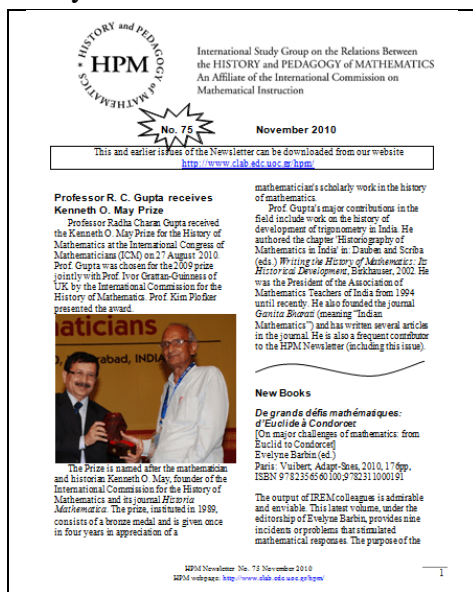 HISTORY and PEDAGOGY of MATHEMATICS
HPM
International Study Group on the Relations Between
the HISTORY and PEDAGOGY of MATHEMATICS
An Affiliate of the International Commission on
Mathematical Instruction
No. 75
November 2010
This and earlier issues of the Newsletter can be downloaded from our website
http://www.clab.edc.uoc.gr/hpm/
Professor R. C. Gupta receives
Kenneth O. May Prize
Professor Radha Charan Gupta received
the Kenneth O. May Prize for the History of
Mathematics at the International Congress of
Mathematicians (ICM) on 27 August 2010.
Prof. Gupta was chosen for the 2009 prize
jointly with Prof. Ivor Grattan-Guinness of
UK by the International Commission for the
History of Mathematics. Prof. Kim Plofker
presented the award.
maticians
abad, INDIA
The Prize is named after the mathematician
and historian Kenneth O. May, founder of the
International Commission for the History of
Mathematics and its journal Historia
Mathematica. The prize, instituted in 1989,
consists of a bronze medal and is given once
in four years in appreciation of a
mathematician's scholarly work in the history
of mathematics.
Prof. Gupta's major contributions in the
field include work on the history of
development of trigonometry in India. He
authored the chapter 'Historiography of
Mathematics in India' in: Dauben and Scriba
(eds.) Writing the History of Mathematics: Its
Historical Development, Birkhauser, 2002. He
was the President of the Association of
Mathematics Teachers of India from 1994
until recently. He also founded the journal
Ganita Bharati (meaning "Indian
Mathematics") and has written several articles
in the journal. He is also a frequent contributor
to the HPM Newsletter (including this issue).
New Books
De grands défis mathématiques:
d'Euclide à Condorcet
[On major challenges of mathematics: from
Euclid to Condorcet]
Evelyne Barbin (ed.)
Paris: Vuibert, Adapt-Snes, 2010, 176pp,
ISBN 9782356560100;9782311000191
The output of IREM colleagues is admirable
and enviable. This latest volume, under the
editorship of Evelyne Barbin, provides nine
incidents or problems that stimulated
mathematical responses. The purpose of the
HPM Newsletter No. 75 November 2010
HPM webpage: http://www.clab.edc.uoc.gr/hpm/
1